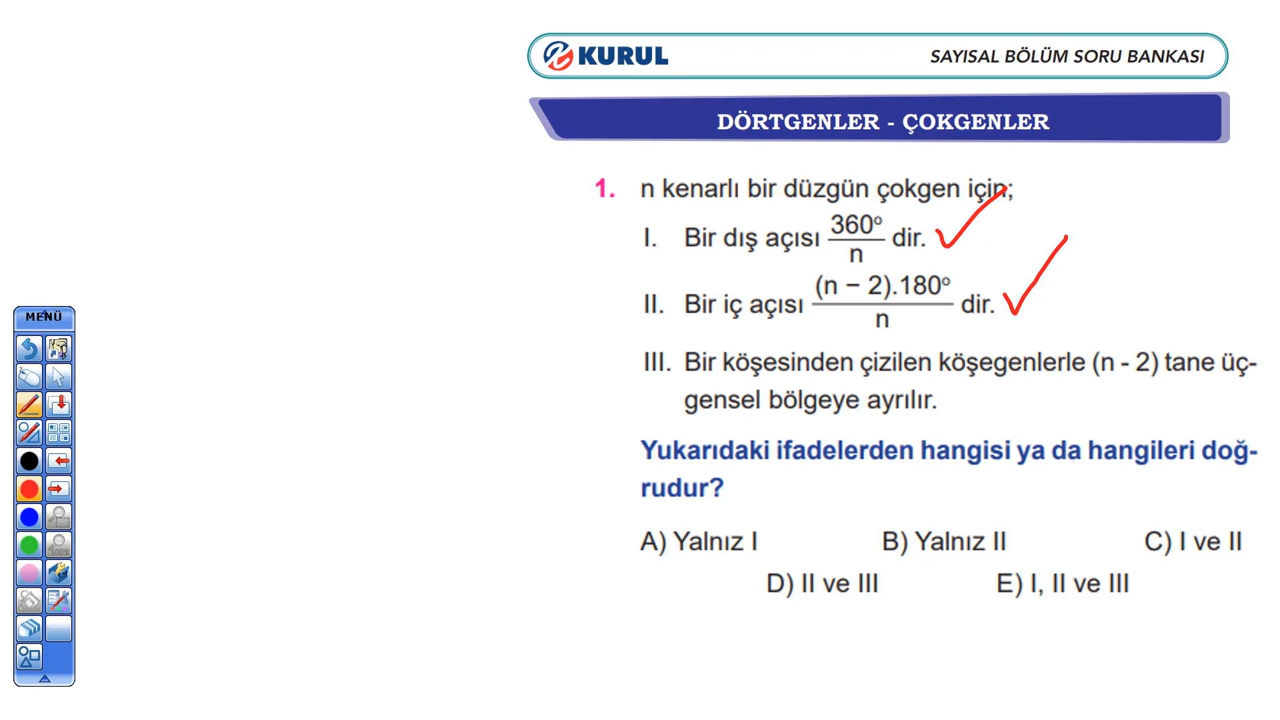 KURUL
SAYISAL BÖLÜM SORU BANKASI
DÖRTGENLER - ÇOKGENLER
1. n kenarlı bir düzgün çokgen için;
I. Bir dış açısı 360°/n dir.
II. Bir iç açısı (n − 2).180°/n dir.
III. Bir köşesinden çizilen köşegenlerle (n - 2) tane üç-
gensel bölgeye ayrılır.
Yukarıdaki ifadelerden hangisi ya da hangileri doğ-
rudur?
A) Yalnız I B) Yalnız II C) I ve II
D) II ve III E) I, II ve III
MENÜ